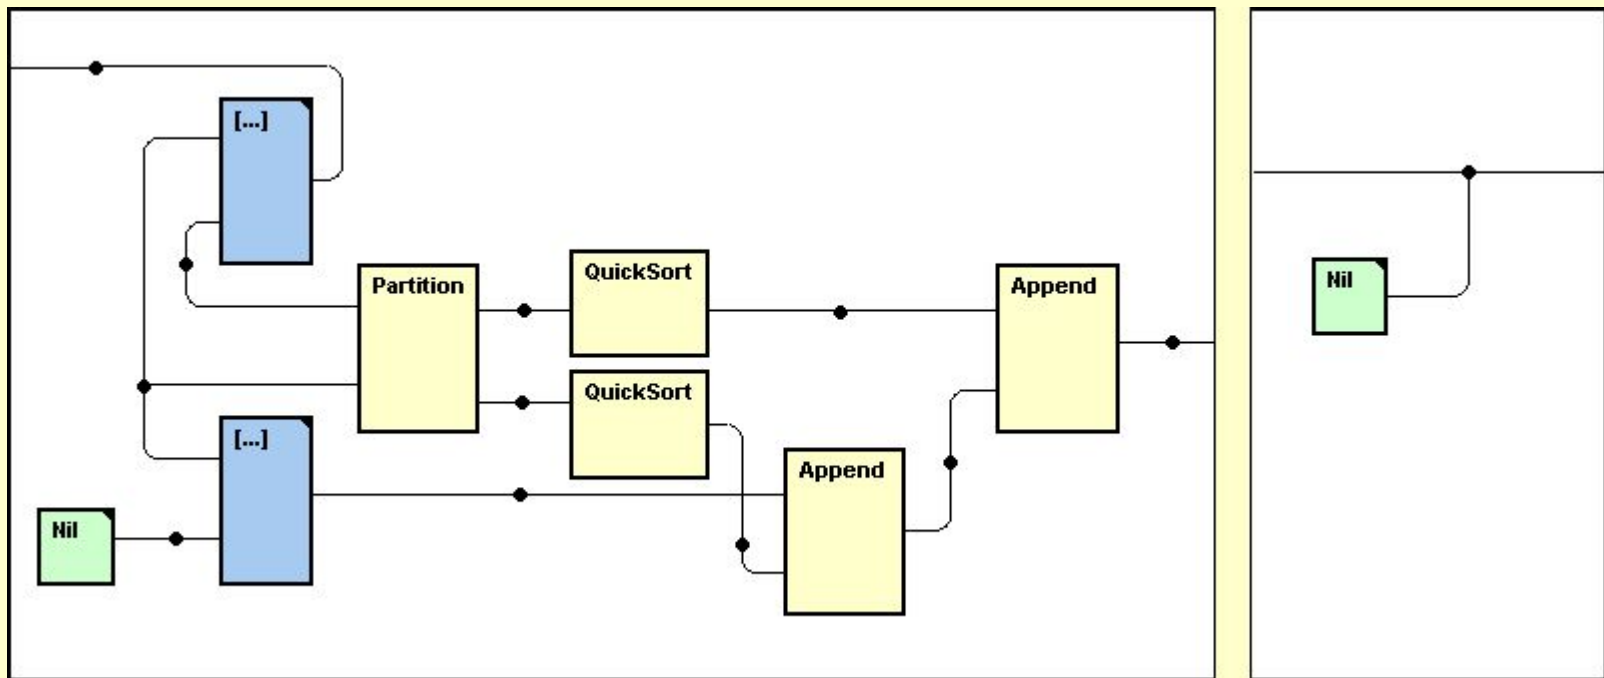 [...]
Partition
QuickSort
Append
QuickSort
[...]
Append
Nil
Nil